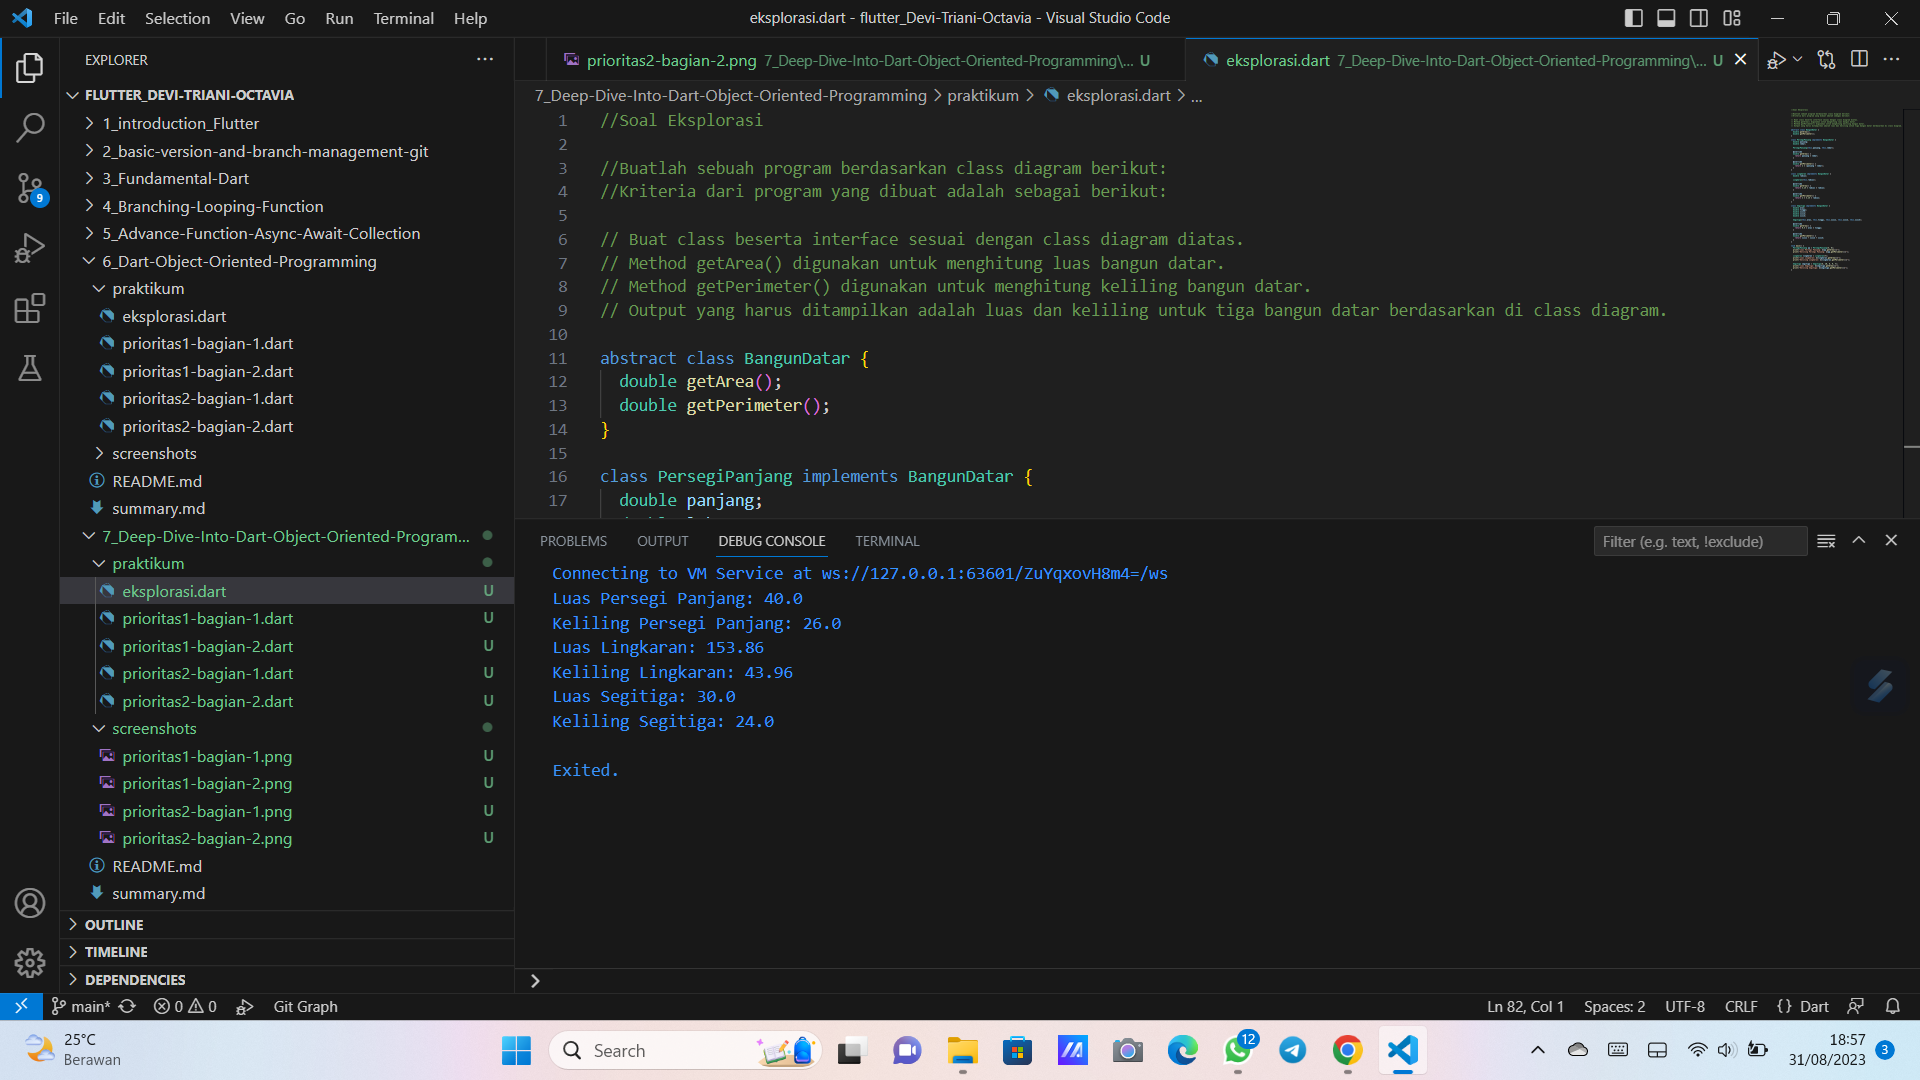 File Edit Selection View Go Run Terminal Help
eksplorasi.dart - flutter_Devi-Triani-Octavia - Visual Studio Code
EXPLORER
FLUTTER_DEVI-TRIANI-OCTAVIA
1_introduction_Flutter
2_basic-version-and-branch-management-git
3_Fundamental-Dart
4_Branching-Looping-Function
5_Advance-Function-Async-Await-Collection
6_Dart-Object-Oriented-Programming
praktikum
eksplorasi.dart
prioritas1-bagian-1.dart
prioritas1-bagian-2.dart
prioritas2-bagian-1.dart
prioritas2-bagian-2.dart
screenshots
README.md
summary.md
7_Deep-Dive-Into-Dart-Object-Oriented-Program...
praktikum
eksplorasi.dart U
prioritas1-bagian-1.dart U
prioritas1-bagian-2.dart U
prioritas2-bagian-1.dart U
prioritas2-bagian-2.dart U
screenshots
prioritas1-bagian-1.png U
prioritas1-bagian-2.png U
prioritas2-bagian-1.png U
prioritas2-bagian-2.png U
README.md
summary.md
OUTLINE
TIMELINE
DEPENDENCIES
9
prioritas2-bagian-2.png 7_Deep-Dive-Into-Dart-Object-Oriented-Programming\... U
eksplorasi.dart 7_Deep-Dive-Into-Dart-Object-Oriented-Programming\... U
7_Deep-Dive-Into-Dart-Object-Oriented-Programming > praktikum > eksplorasi.dart > ...
1 //Soal Eksplorasi
2
3 //Buatlah sebuah program berdasarkan class diagram berikut:
4 //Kriteria dari program yang dibuat adalah sebagai berikut:
5
6 // Buat class beserta interface sesuai dengan class diagram diatas.
7 // Method getArea() digunakan untuk menghitung luas bangun datar.
8 // Method getPerimeter() digunakan untuk menghitung keliling bangun datar.
9 // Output yang harus ditampilkan adalah luas dan keliling untuk tiga bangun datar berdasarkan di class diagram.
10
11 abstract class BangunDatar {
12 double getArea();
13 double getPerimeter();
14 }
15
16 class PersegiPanjang implements BangunDatar {
17 double panjang;
PROBLEMS OUTPUT DEBUG CONSOLE TERMINAL
Filter (e.g. text, !exclude)
Connecting to VM Service at ws://127.0.0.1:63601/ZuYqxovH8m4=/ws
Luas Persegi Panjang: 40.0
Keliling Persegi Panjang: 26.0
Luas Lingkaran: 153.86
Keliling Lingkaran: 43.96
Luas Segitiga: 30.0
Keliling Segitiga: 24.0
Exited.
main* 0 0 Git Graph
Ln 82, Col 1 Spaces: 2 UTF-8 CRLF {} Dart
25°C
Berawan
Search
12
18:57
31/08/2023
3